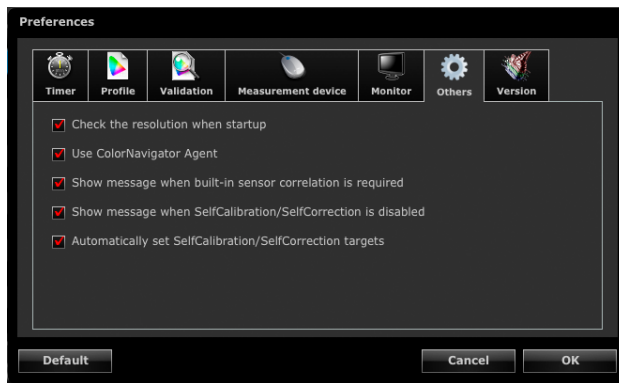 Preferences
Timer Profile Validation Measurement device Monitor Others Version
Check the resolution when startup
Use ColorNavigator Agent
Show message when built-in sensor correlation is required
Show message when SelfCalibration/SelfCorrection is disabled
Automatically set SelfCalibration/SelfCorrection targets
Default Cancel OK